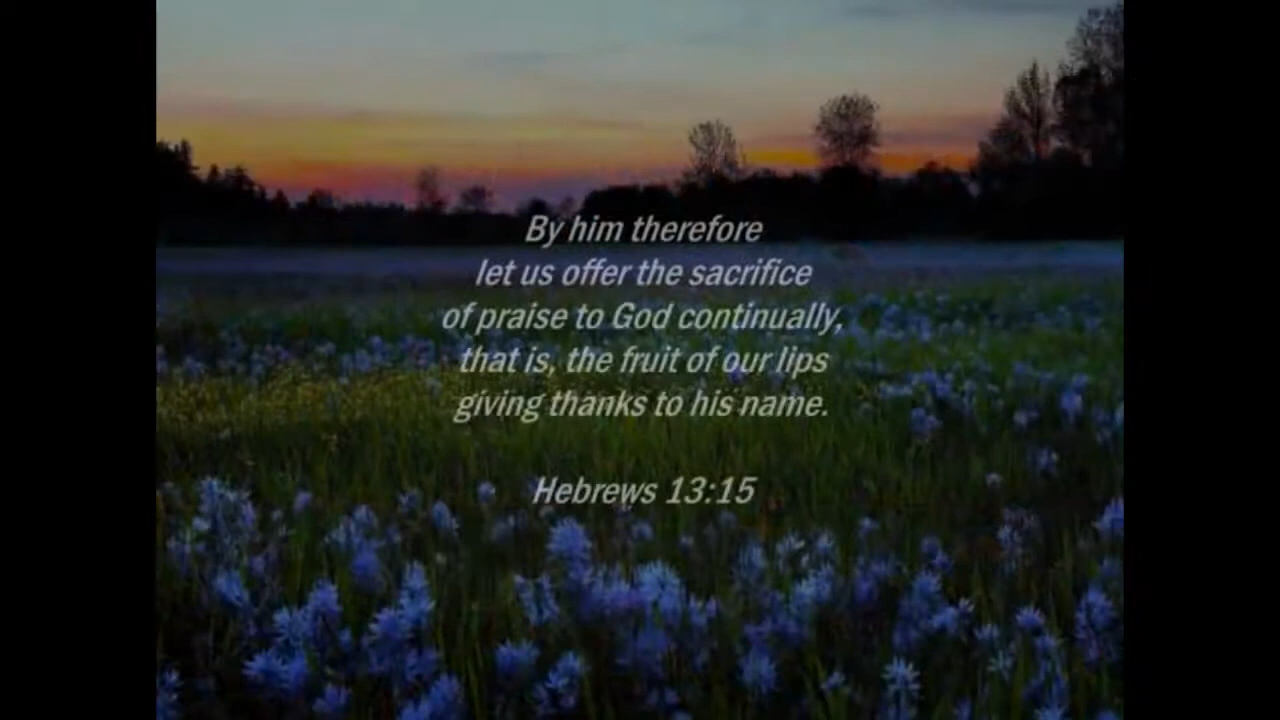 By him therefore
let us offer the sacrifice
of praise to God continually,
that is, the fruit of our lips
giving thanks to his name.
Hebrews 13:15